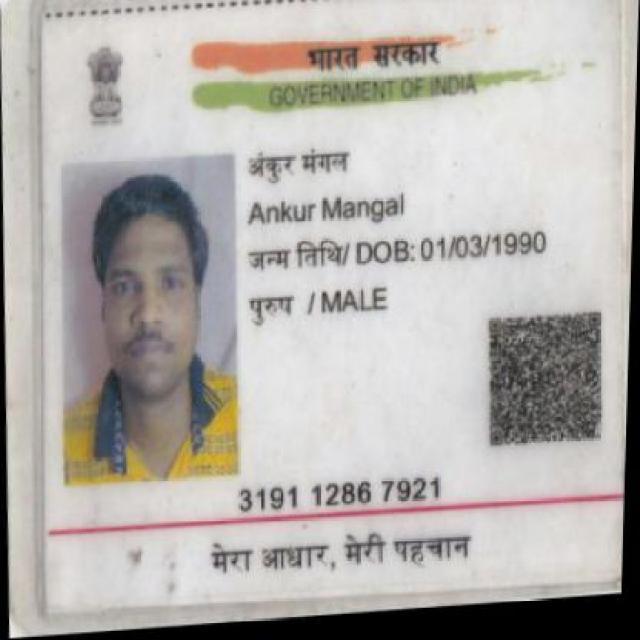 भारत सरकार
GOVERNMENT OF INDIA
अंकुर मंगल
Ankur Mangal
जन्म तिथि/ DOB: 01/03/1990
पुरुष / MALE
3191 1286 7921
मेरा आधार, मेरी पहचान